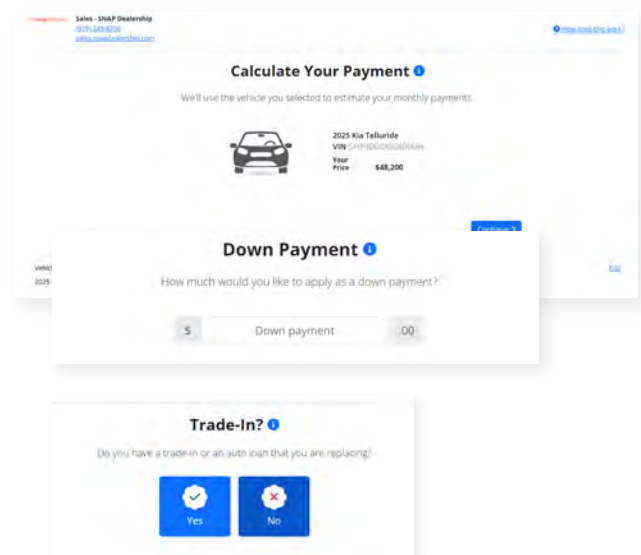 Sales - SNAP Dealership
Calculate Your Payment
We'll use the vehicle you selected to estimate your monthly payments.
2025 Kia Telluride
VIN
Your
Price $48,200
Continue
Down Payment
How much would you like to apply as a down payment?
$ Down payment .00
2025
Trade-In?
Do you have a trade-in or an auto loan that you are replacing?
Yes No